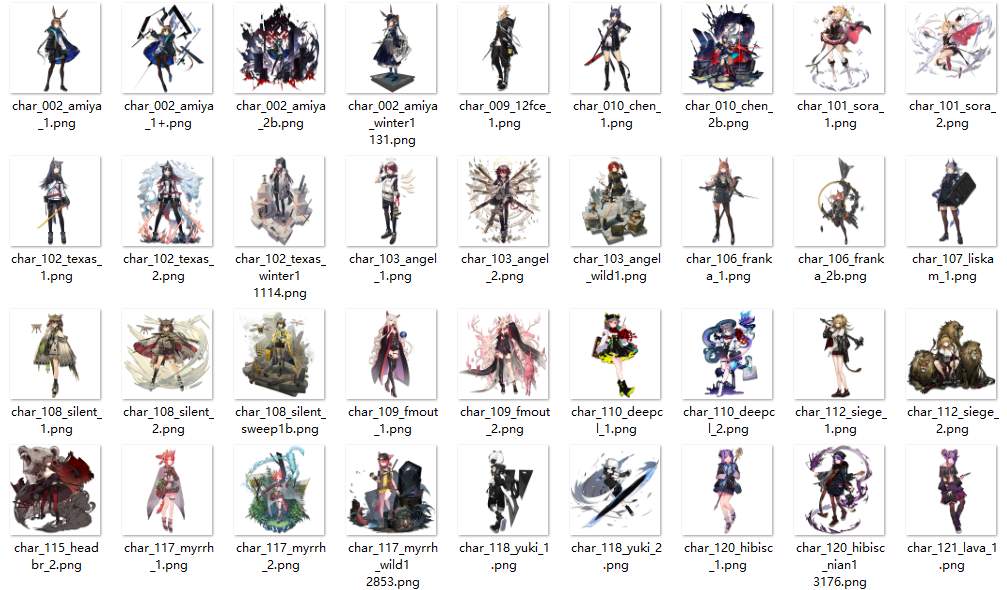 char_002_amiya
_1.png
char_002_amiya
_1+.png
char_002_amiya
_2b.png
char_002_amiya
_winter1
131.png
char_009_12fce_
1.png
char_010_chen_
1.png
char_010_chen_
2b.png
char_101_sora_
1.png
char_101_sora_
2.png
char_102_texas_
1.png
char_102_texas_
2.png
char_102_texas_
winter1
1114.png
char_103_angel
_1.png
char_103_angel
_2.png
char_103_angel
_wild1.png
char_106_frank
a_1.png
char_106_frank
a_2b.png
char_107_liska
m_1.png
char_108_silent_
1.png
char_108_silent_
2.png
char_108_silent_
sweep1b.png
char_109_fmout
_1.png
char_109_fmout
_2.png
char_110_deepc
l_1.png
char_110_deepc
l_2.png
char_112_siege_
1.png
char_112_siege_
2.png
char_115_head
br_2.png
char_117_myrrh
_1.png
char_117_myrrh
_2.png
char_117_myrrh
_wild1
2853.png
char_118_yuki_1
.png
char_118_yuki_2
.png
char_120_hibisc
_1.png
char_120_hibisc
_nian1
3176.png
char_121_lava_1
.png